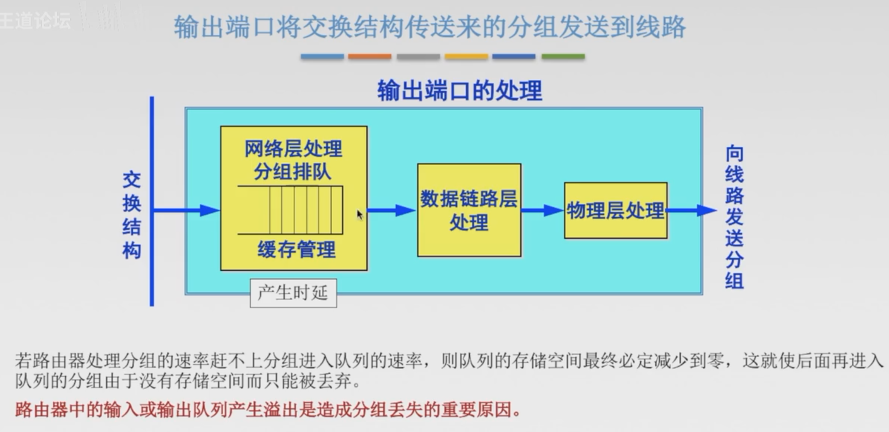 王道论坛
输出端口将交换结构传送来的分组发送到线路
输出端口的处理
交换结构
网络层处理
分组排队
缓存管理
产生时延
数据链路层
处理
物理层处理
向线路发送分组
若路由器处理分组的速率赶不上分组进入队列的速率，则队列的存储空间最终必定减少到零，这就使后面再进入
队列的分组由于没有存储空间而只能被丢弃。
路由器中的输入或输出队列产生溢出是造成分组丢失的重要原因。